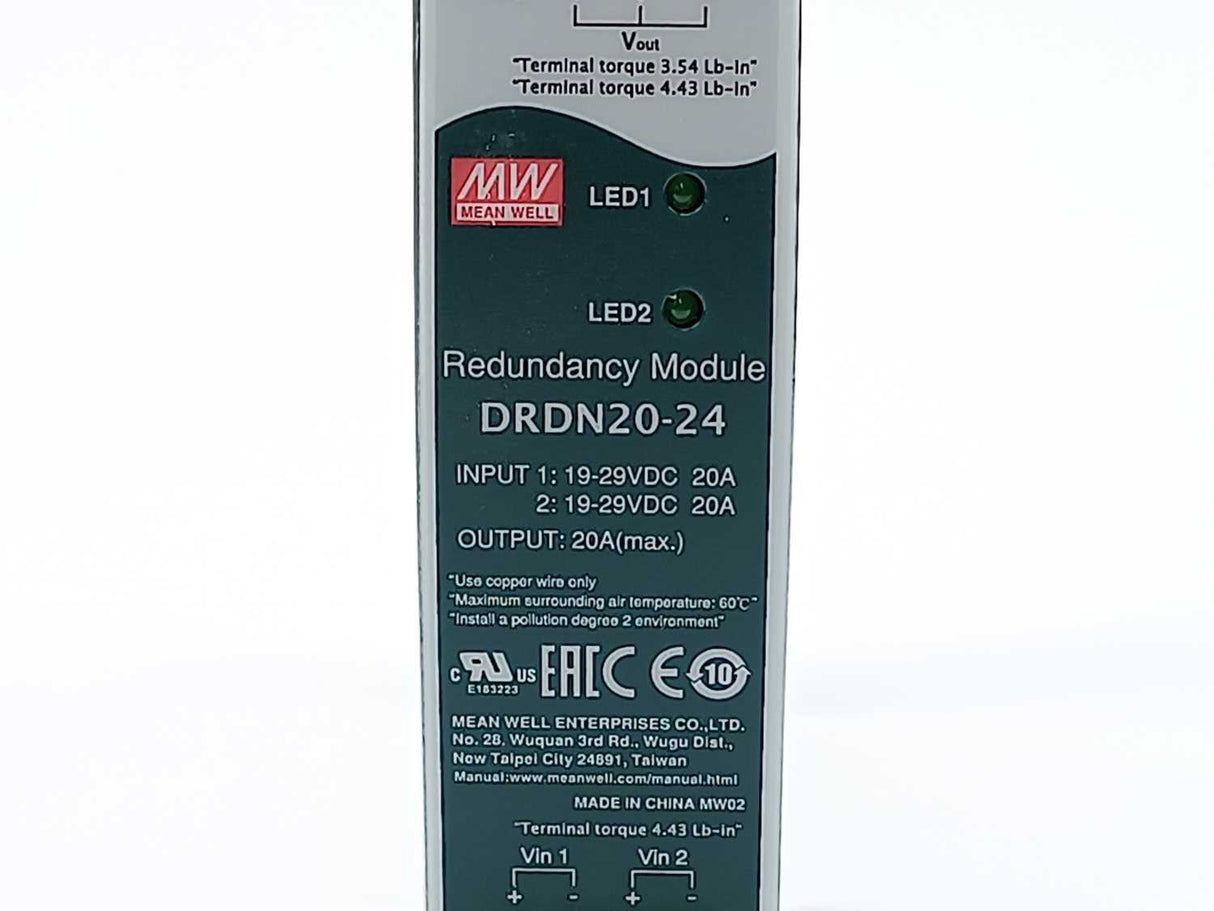 Vout
"Terminal torque 3.54 Lb-in"
"Terminal torque 4.43 Lb-in"
MW
MEAN WELL
LED1
LED2
Redundancy Module
DRDN20-24
INPUT 1: 19-29VDC 20A
2: 19-29VDC 20A
OUTPUT: 20A(max.)
"Use copper wire only
"Maximum surrounding air temperature: 60℃"
"Install a pollution degree 2 environment"
c RU US EAC CE 10
E183223
MEAN WELL ENTERPRISES CO.,LTD.
No. 28, Wuquan 3rd Rd., Wugu Dist.,
New Taipei City 24891, Taiwan
Manual:www.meanwell.com/manual.html
MADE IN CHINA MW02
"Terminal torque 4.43 Lb-in"
Vin 1 Vin 2
+ - + -